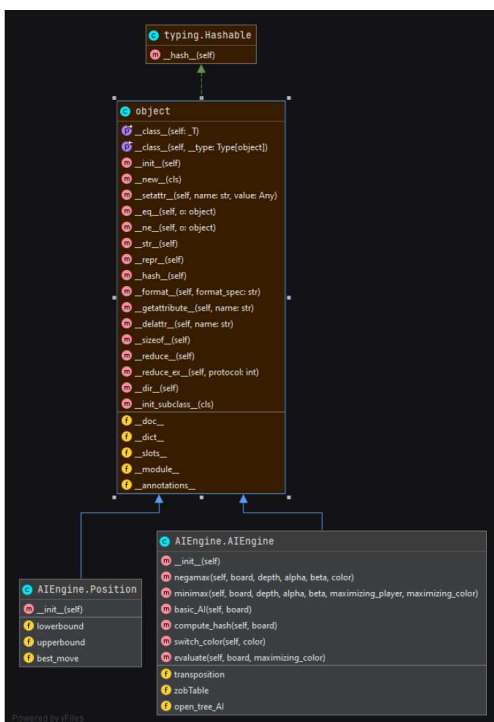 typing.Hashable
__hash__(self)
object
__class__(self: _T)
__class__(self, __type: Type[object])
__init__(self)
__new__(cls)
__setattr__(self, name: str, value: Any)
__eq__(self, o: object)
__ne__(self, o: object)
__str__(self)
__repr__(self)
__hash__(self)
__format__(self, format_spec: str)
__getattribute__(self, name: str)
__delattr__(self, name: str)
__sizeof__(self)
__reduce__(self)
__reduce_ex__(self, protocol: int)
__dir__(self)
__init_subclass__(cls)
__doc__
__dict__
__slots__
__module__
__annotations__
AIEngine.Position
__init__(self)
lowerbound
upperbound
best_move
AIEngine.AIEngine
__init__(self)
negamax(self, board, depth, alpha, beta, color)
minimax(self, board, depth, alpha, beta, maximizing_player, maximizing_color)
basic_AI(self, board)
compute_hash(self, board)
switch_color(self, color)
evaluate(self, board, maximizing_color)
transposition
zobTable
open_tree_AI
Powered by yFiles